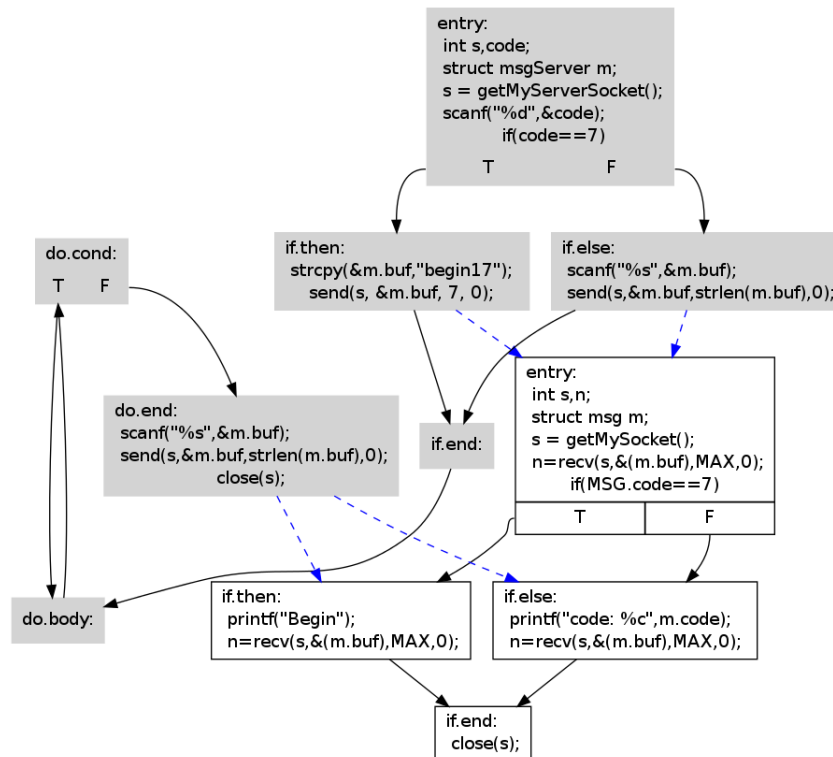 entry:
int s,code;
struct msgServer m;
s = getMyServerSocket();
scanf("%d",&code);
if(code==7)
T F
do.cond:
T F
if.then:
strcpy(&m.buf,"begin17");
send(s, &m.buf, 7, 0);
if.else:
scanf("%s",&m.buf);
send(s,&m.buf,strlen(m.buf),0);
do.end:
scanf("%s",&m.buf);
send(s,&m.buf,strlen(m.buf),0);
close(s);
if.end:
entry:
int s,n;
struct msg m;
s = getMySocket();
n=recv(s,&(m.buf),MAX,0);
if(MSG.code==7)
T F
do.body:
if.then:
printf("Begin");
n=recv(s,&(m.buf),MAX,0);
if.else:
printf("code: %c",m.code);
n=recv(s,&(m.buf),MAX,0);
if.end:
close(s);